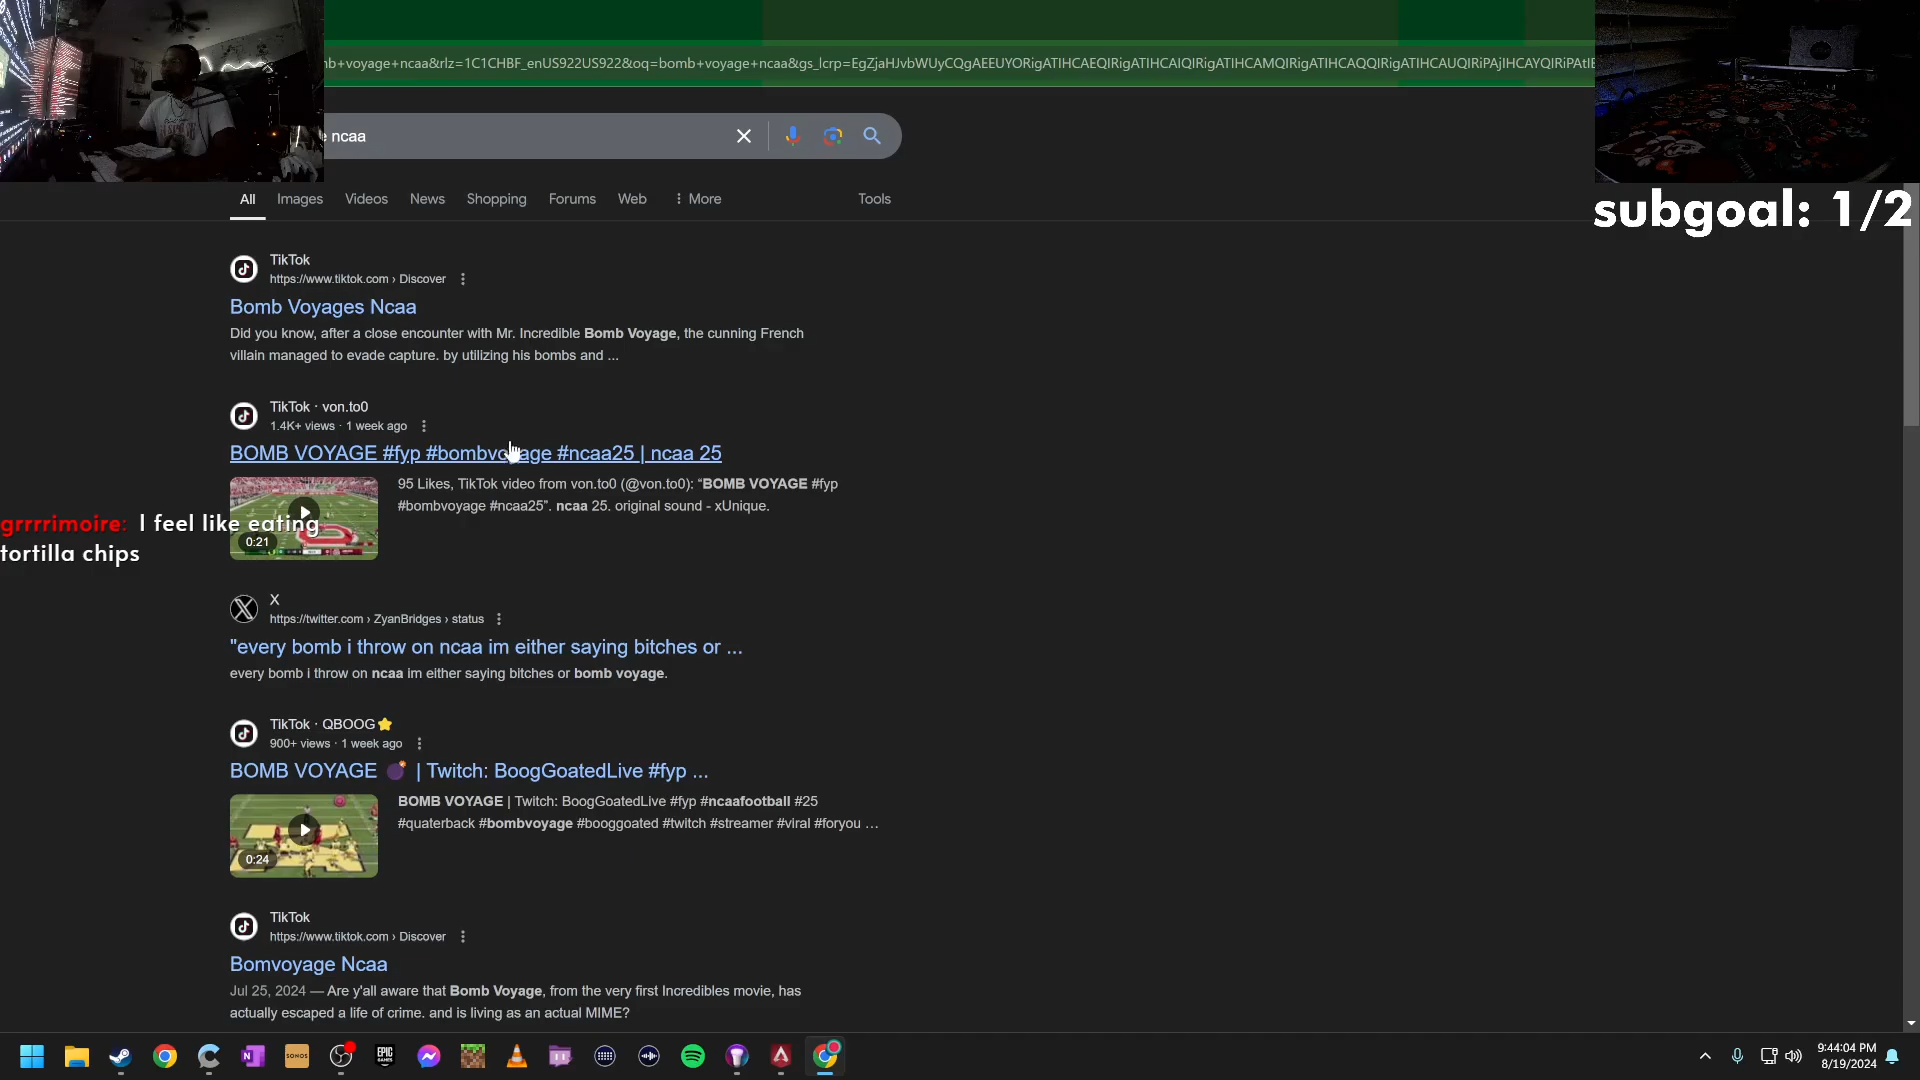 b+voyage+ncaa&rlz=1C1CHBF_enUS922US922&oq=bomb+voyage+ncaa&gs_lcrp=
e ncaa
All Images Videos News Shopping Forums Web More Tools
subgoal: 1/2
TikTok
https://www.tiktok.com › Discover
Bomb Voyages Ncaa
Did you know, after a close encounter with Mr. Incredible Bomb Voyage, the cunning French
villain managed to evade capture. by utilizing his bombs and ...
TikTok · von.to0
1.4K+ views · 1 week ago
BOMB VOYAGE #fyp #bombvoyage #ncaa25 | ncaa 25
95 Likes, TikTok video from von.to0 (@von.to0): "BOMB VOYAGE #fyp
#bombvoyage #ncaa25". ncaa 25. original sound - xUnique.
0:21
grrrrimoire: I feel like eating
tortilla chips
X
https://twitter.com › ZyanBridges › status
"every bomb i throw on ncaa im either saying bitches or ...
every bomb i throw on ncaa im either saying bitches or bomb voyage.
TikTok · QBOOG⭐
900+ views · 1 week ago
BOMB VOYAGE 💣 | Twitch: BoogGoatedLive #fyp ...
BOMB VOYAGE | Twitch: BoogGoatedLive #fyp #ncaafootball #25
#quaterback #bombvoyage #booggoated #twitch #streamer #viral #foryou ...
0:24
TikTok
https://www.tiktok.com › Discover
Bomvoyage Ncaa
Jul 25, 2024 — Are y'all aware that Bomb Voyage, from the very first Incredibles movie, has
actually escaped a life of crime. and is living as an actual MIME?
SONOS
EPIC GAMES
9:44:04 PM
8/19/2024